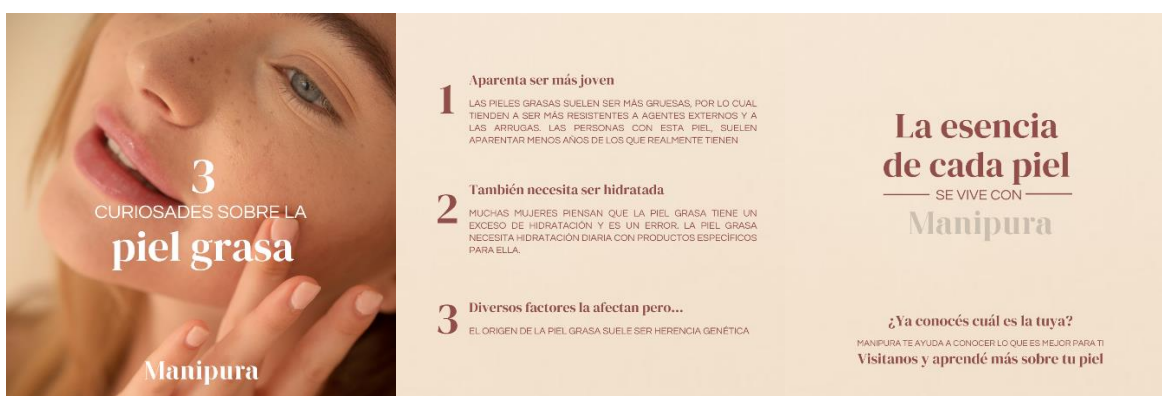 3
CURIOSADES SOBRE LA
piel grasa
Manipura
1
Aparenta ser más joven
LAS PIELES GRASAS SUELEN SER MÁS GRUESAS, POR LO CUAL
TIENDEN A SER MÁS RESISTENTES A AGENTES EXTERNOS Y A
LAS ARRUGAS. LAS PERSONAS CON ESTA PIEL, SUELEN
APARENTAR MENOS AÑOS DE LOS QUE REALMENTE TIENEN
2
También necesita ser hidratada
MUCHAS MUJERES PIENSAN QUE LA PIEL GRASA TIENE UN
EXCESO DE HIDRATACIÓN Y ES UN ERROR. LA PIEL GRASA
NECESITA HIDRATACIÓN DIARIA CON PRODUCTOS ESPECÍFICOS
PARA ELLA.
3
Diversos factores la afectan pero...
EL ORIGEN DE LA PIEL GRASA SUELE SER HERENCIA GENÉTICA
La esencia
de cada piel
SE VIVE CON
Manipura
¿Ya conocés cuál es la tuya?
MANIPURA TE AYUDA A CONOCER LO QUE ES MEJOR PARA TI
Visitanos y aprendé más sobre tu piel